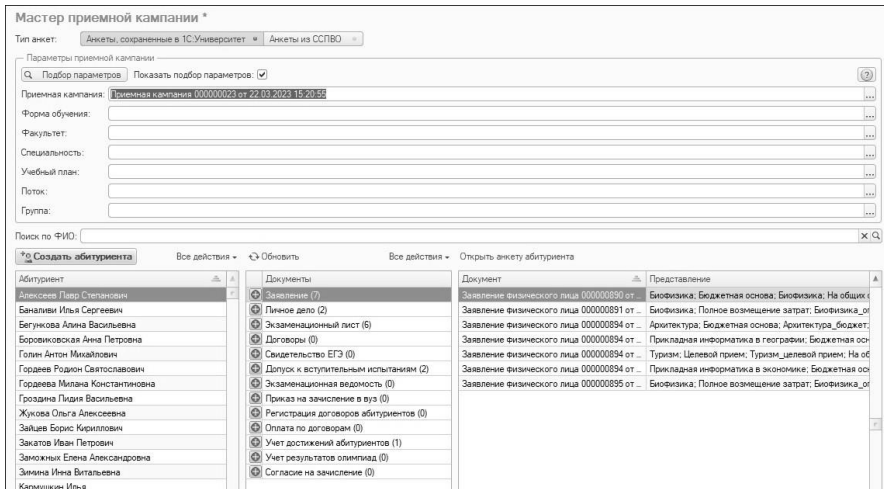 Мастер приемной кампании *
Тип анкет: Анкеты, сохраненные в 1С:Университет Анкеты из ССПВО
Параметры приемной кампании
Подбор параметров Показать подбор параметров:
Приемная кампания: Приемная кампания 000000023 от 22.03.2023 15:20:55
Форма обучения:
Факультет:
Специальность:
Учебный план:
Поток:
Группа:
Поиск по ФИО:
Создать абитуриента Все действия Обновить Все действия Открыть анкету абитуриента
Абитуриент Документы Документ Представление
Алексеев Лавр Степанович Заявление (7) Заявление физического лица 000000890 от ... Биофизика; Бюджетная основа; Биофизика; На общих
Баналиви Илья Сергеевич Личное дело (2) Заявление физического лица 000000891 от ... Биофизика; Полное возмещение затрат; Биофизика_ог
Бегункова Алина Васильевна Экзаменационный лист (6) Заявление физического лица 000000894 от ... Архитектура; Бюджетная основа; Архитектура_бюджет;
Боровиковская Анна Петровна Договоры (0) Заявление физического лица 000000894 от ... Прикладная информатика в географии; Бюджетная осн
Голин Антон Михайлович Свидетельство ЕГЭ (0) Заявление физического лица 000000894 от ... Туризм; Целевой прием; Туризм_целевой прием; На об
Гордеев Родион Святославович Допуск к вступительным испытаниям (2) Заявление физического лица 000000894 от ... Прикладная информатика в экономике; Бюджетная осн
Гордеева Милана Константиновна Экзаменационная ведомость (0) Заявление физического лица 000000895 от ... Биофизика; Полное возмещение затрат; Биофизика_ог
Гроздина Лидия Васильевна Приказ на зачисление в вуз (0)
Жукова Ольга Алексеевна Регистрация договоров абитуриентов (0)
Зайцев Борис Кириллович Оплата по договорам (0)
Закатов Иван Петрович Учет достижений абитуриентов (1)
Заможных Елена Александровна Учет результатов олимпиад (0)
Зимина Инна Витальевна Согласие на зачисление (0)
Кармушкин Илья